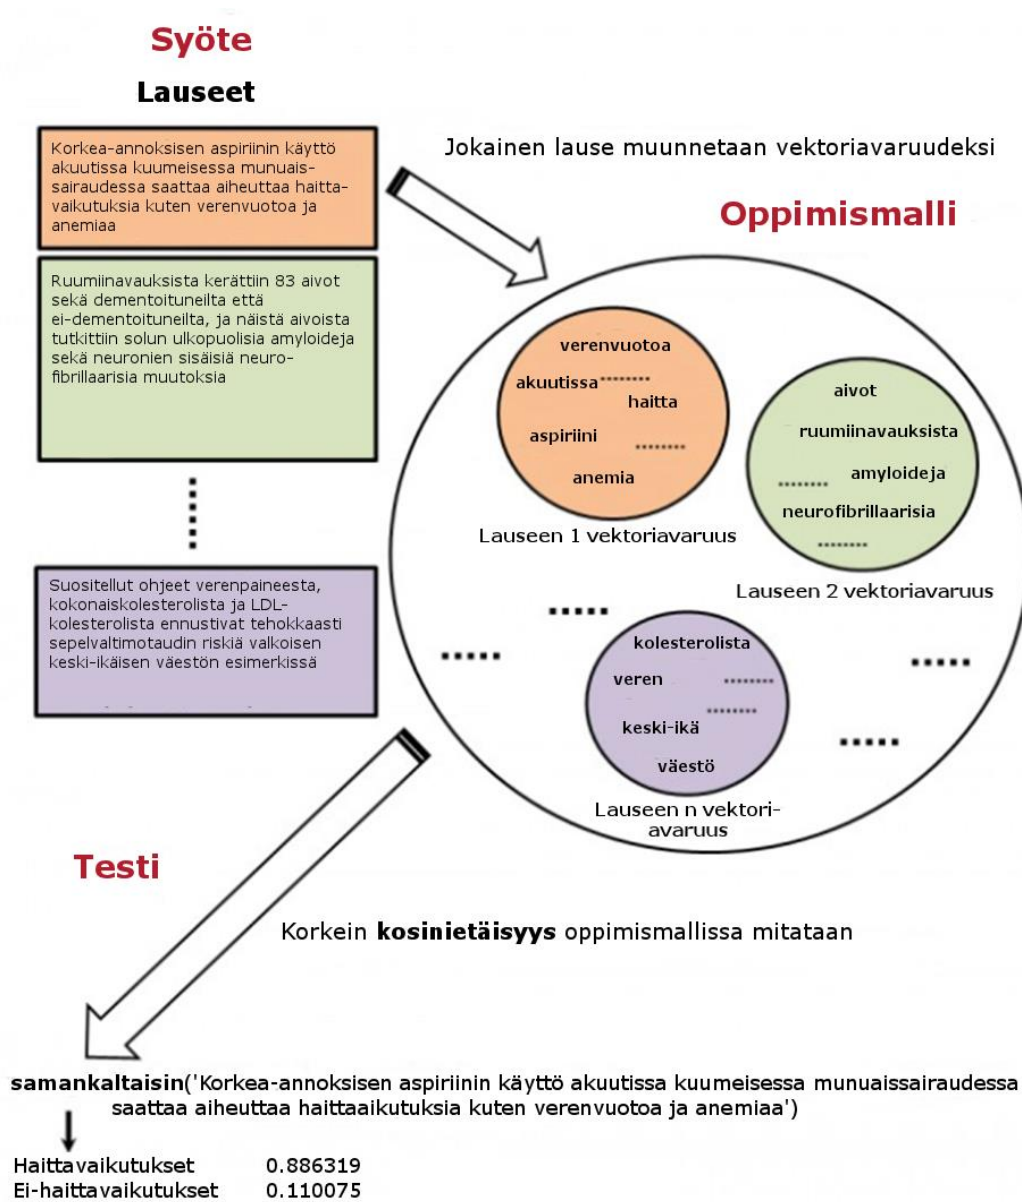 Syöte
Lauseet
Korkea-annoksisen aspiriinin käyttö
akuutissa kuumeisessa munuais-
sairaudessa saattaa aiheuttaa haitta-
vaikutuksia kuten verenvuotoa ja
anemiaa
Ruumiinavauksista kerättiin 83 aivot
sekä dementoituneilta että
ei-dementoituneilta, ja näistä aivoista
tutkittiin solun ulkopuolisia amyloideja
sekä neuronien sisäisiä neuro-
fibrillaarisia muutoksia
Suositellut ohjeet verenpaineesta,
kokonaiskolesterolista ja LDL-
kolesterolista ennustivat tehokkaasti
sepelvaltimotaudin riskiä valkoisen
keski-ikäisen väestön esimerkissä
Jokainen lause muunnetaan vektoriavaruudeksi
Oppimismalli
verenvuotoa
akuutissa ........
haitta
aspiriini ........
anemia
Lauseen 1 vektoriavaruus
aivot
ruumiinavauksista
........ amyloideja
neurofibrillaarisia
........
Lauseen 2 vektoriavaruus
kolesterolista
veren ........
........
keski-ikä
väestö
Lauseen n vektori-
avaruus
Testi
Korkein kosinietäisyys oppimismallissa mitataan
samankaltaisin('Korkea-annoksisen aspiriinin käyttö akuutissa kuumeisessa munuaissairaudessa
saattaa aiheuttaa haittaaikutuksia kuten verenvuotoa ja anemiaa')
Haittavaikutukset 0.886319
Ei-haittavaikutukset 0.110075